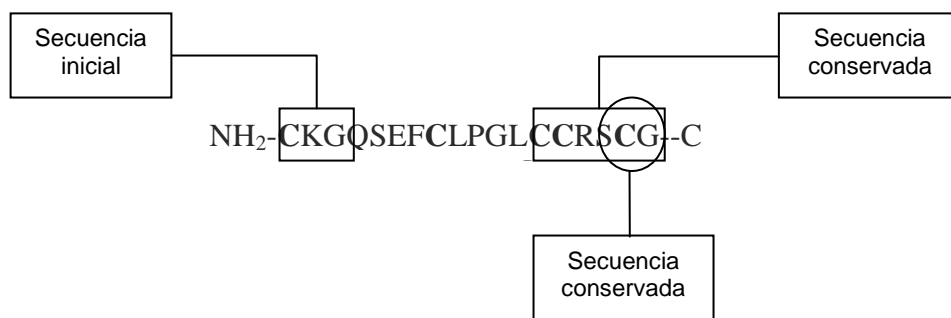 Secuencia
inicial
Secuencia
conservada
NH2-CKGQSEFCLPGLCCRSCG--C
Secuencia
conservada